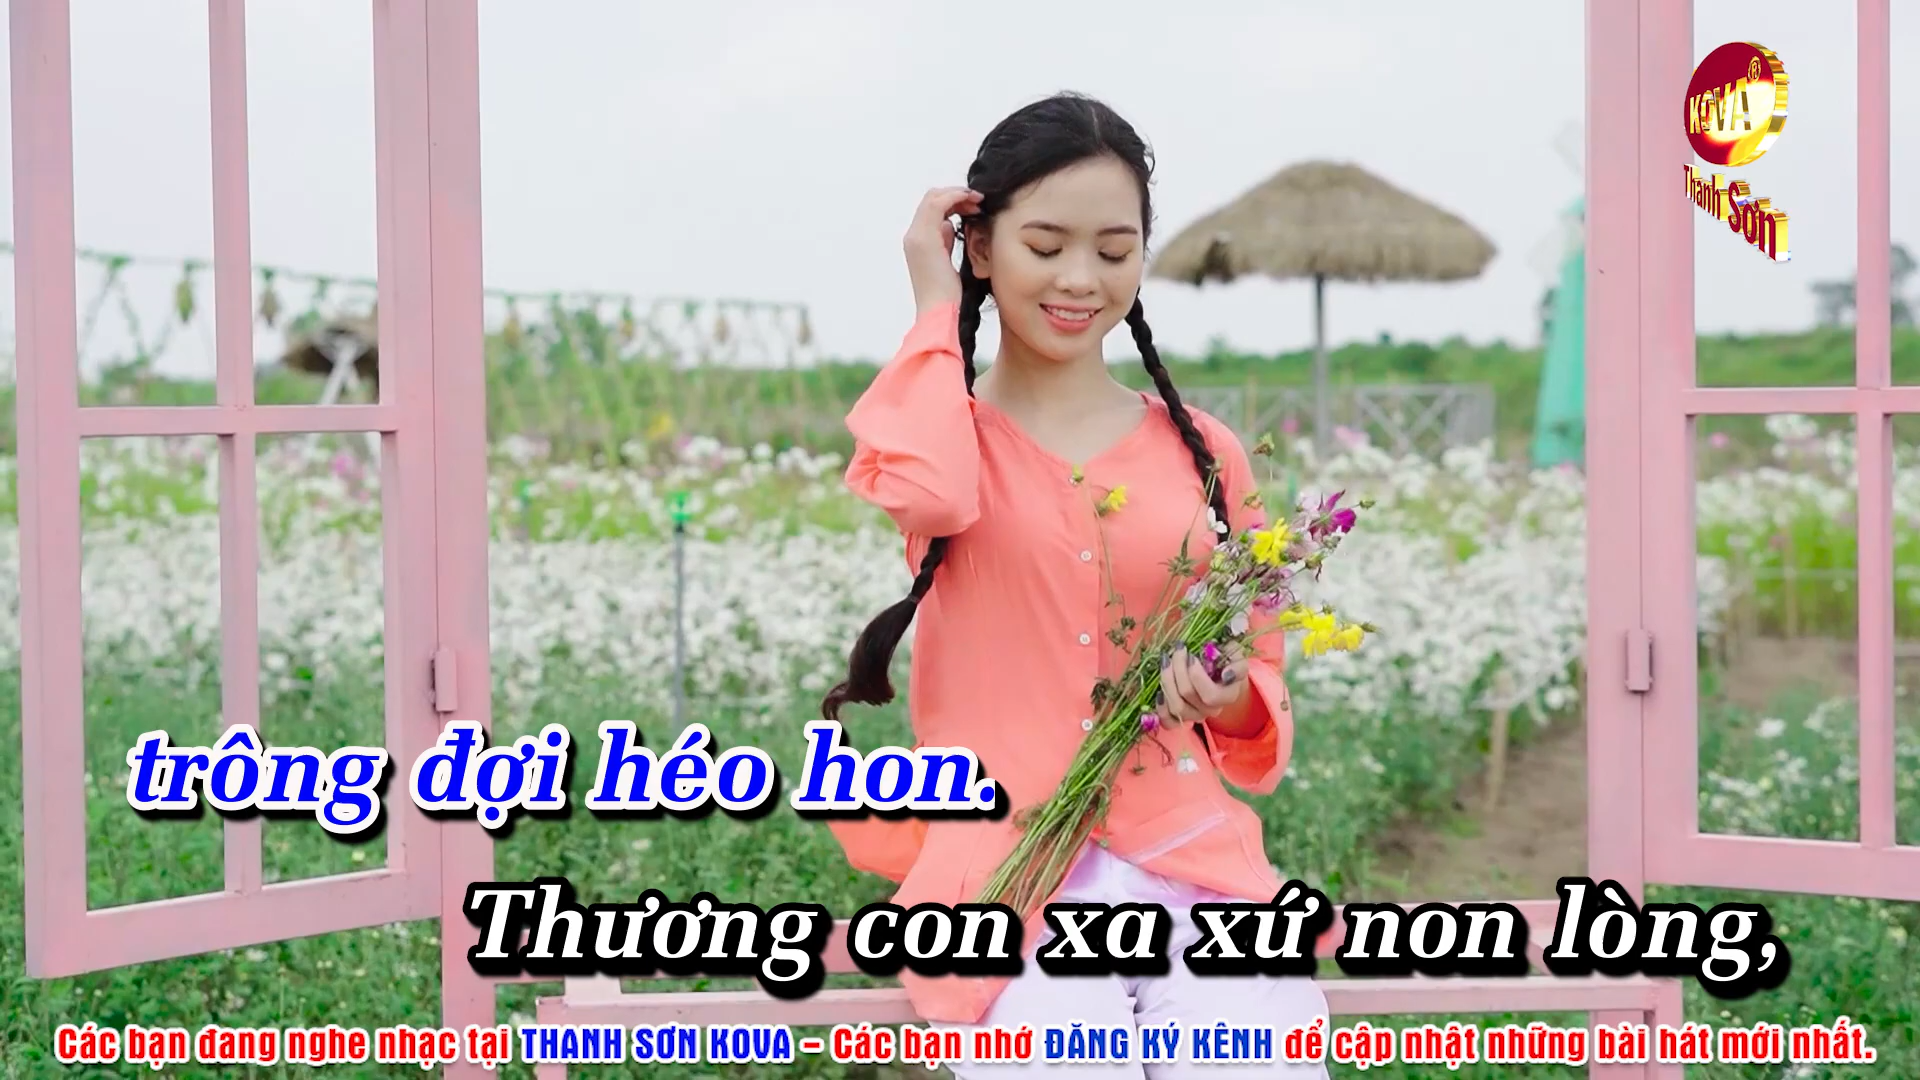 KOVA®
Thanh Sơn
trông đợi héo hon.
Thương con xa xứ non lòng,
Các bạn đang nghe nhạc tại THANH SƠN KOVA – Các bạn nhớ ĐĂNG KÝ KÊNH để cập nhật những bài hát mới nhất.